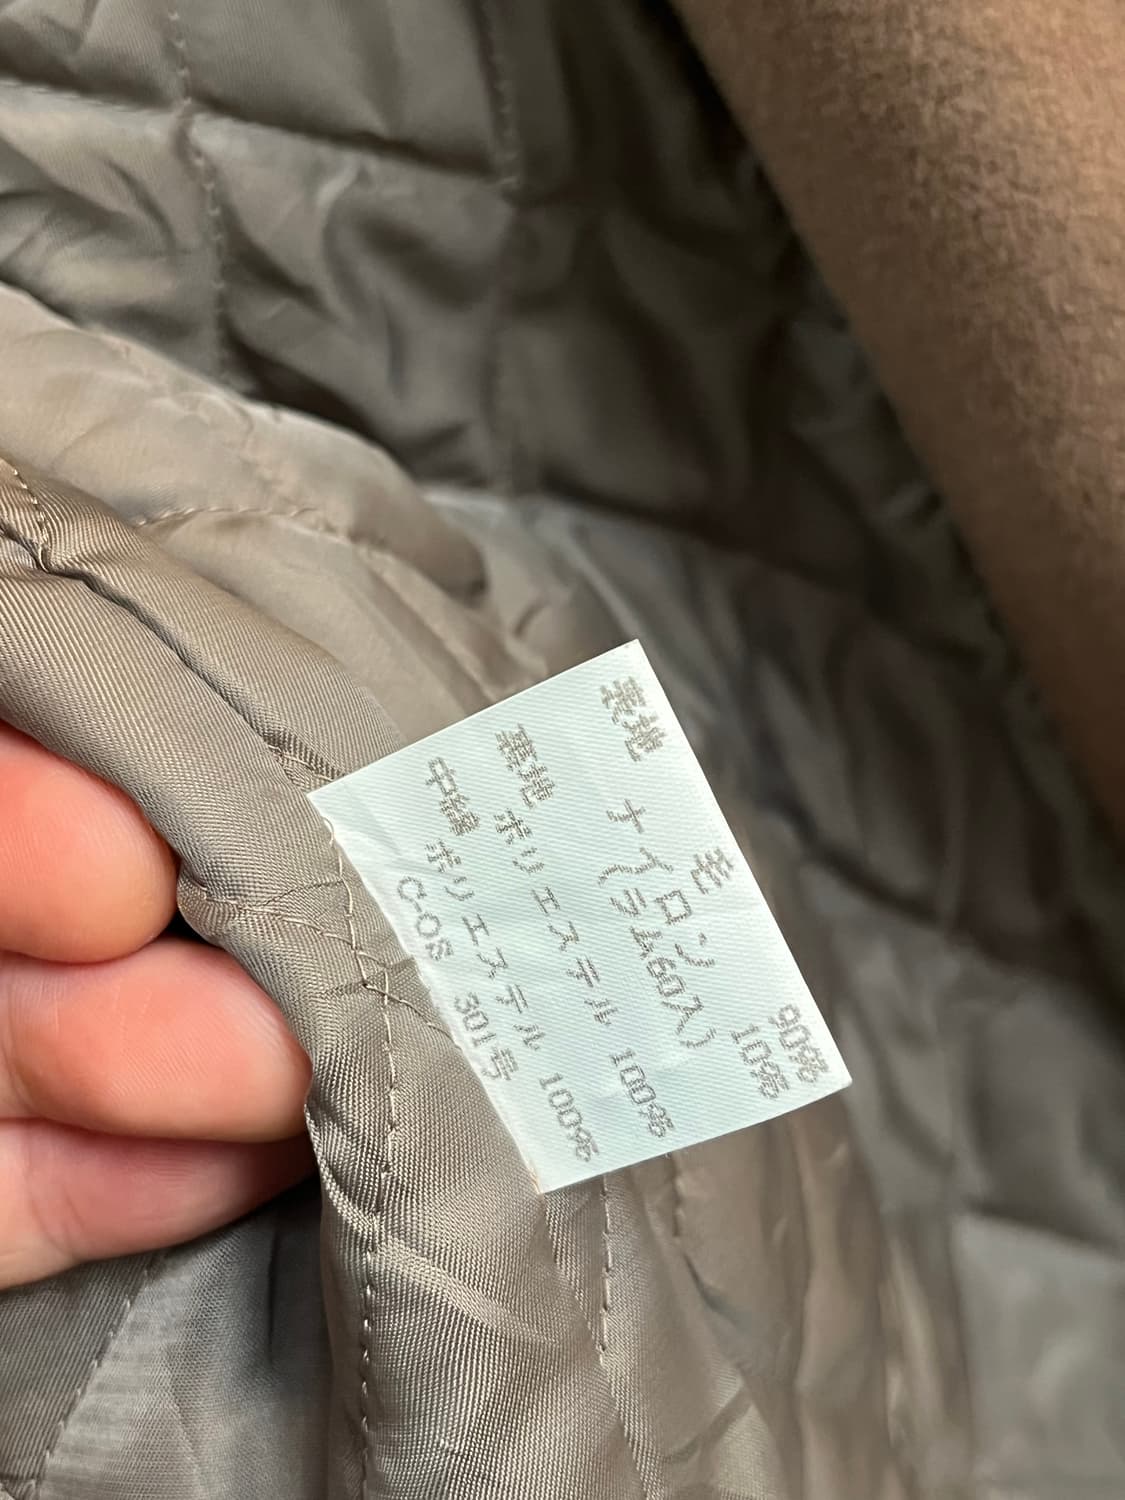 表地 毛 90%
ナイロン 10%
(ラム60入)
裏地 ポリエステル 100%
中綿 ポリエステル 100%
C-OS 301号